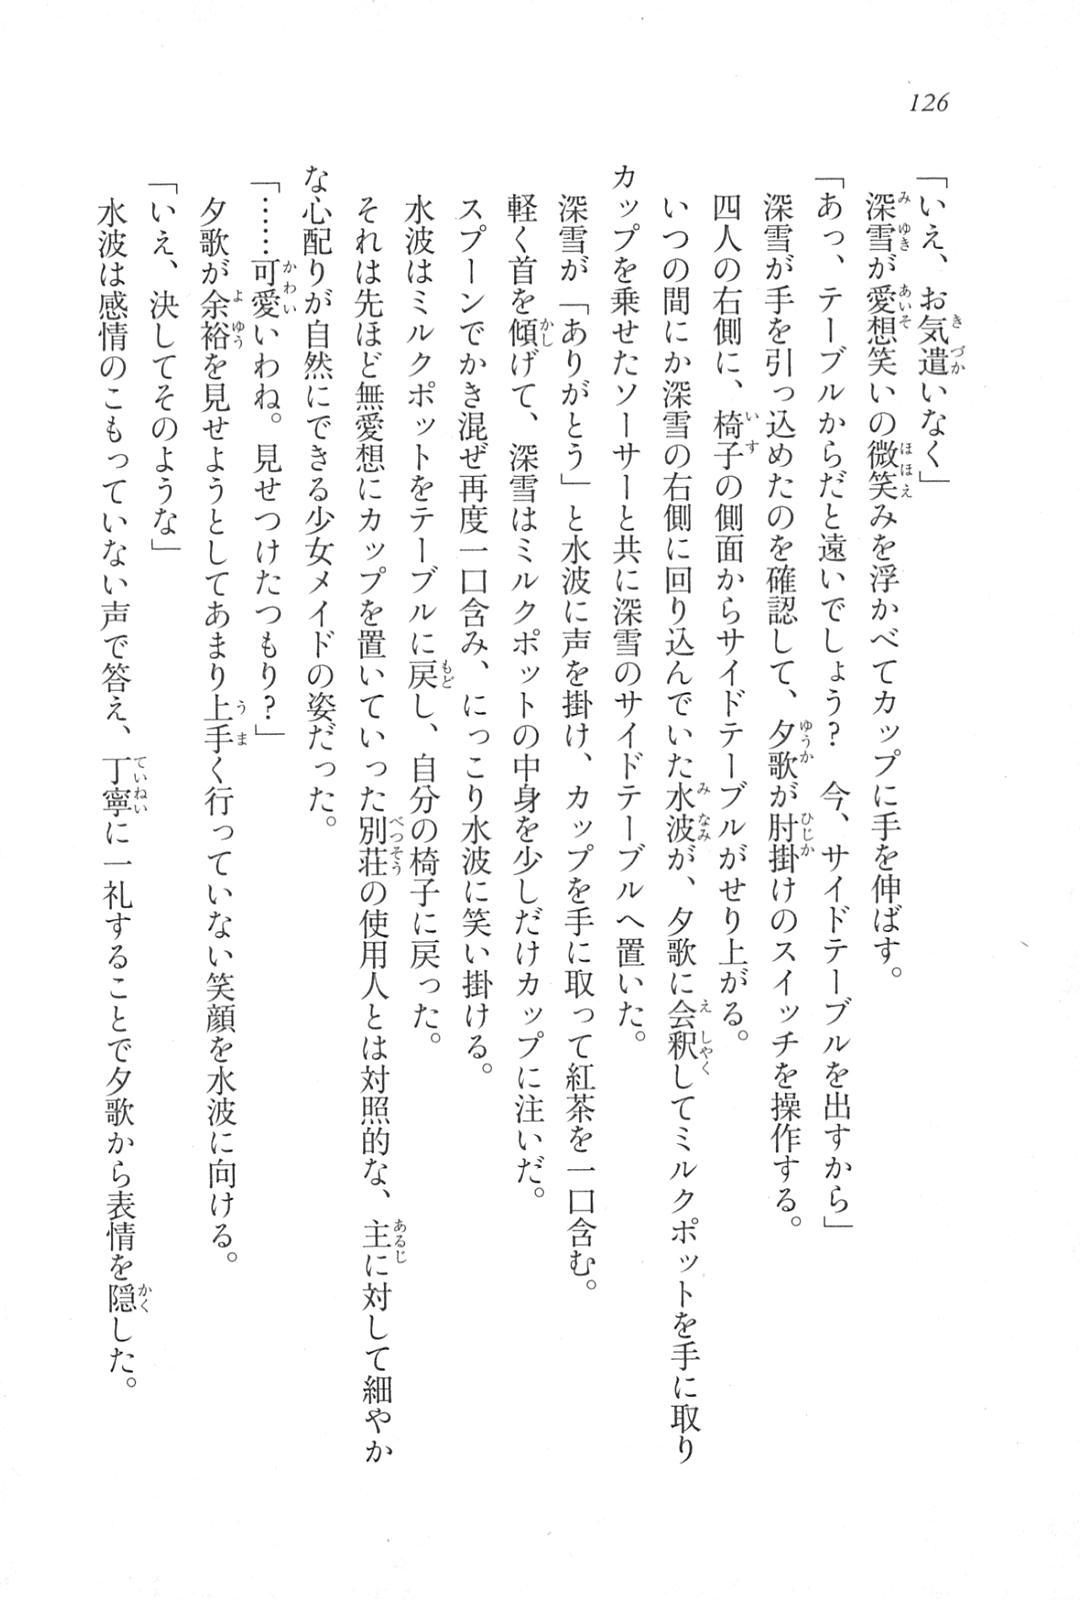 126
「いえ、お気遣いなく」
深雪が愛想笑いの微笑みを浮かべてカップに手を伸ばす。
「あっ、テーブルからだと遠いでしょう？　今、サイドテーブルを出すから」
深雪が手を引っ込めたのを確認して、夕歌が肘掛けのスイッチを操作する。
四人の右側に、椅子の側面からサイドテーブルがせり上がる。
いつの間にか深雪の右側に回り込んでいた水波が、夕歌に会釈してミルクポットを手に取り
カップを乗せたソーサーと共に深雪のサイドテーブルへ置いた。
深雪が「ありがとう」と水波に声を掛け、カップを手に取って紅茶を一口含む。
軽く首を傾げて、深雪はミルクポットの中身を少しだけカップに注いだ。
スプーンでかき混ぜ再度一口含み、にっこり水波に笑い掛ける。
水波はミルクポットをテーブルに戻し、自分の椅子に戻った。
それは先ほど無愛想にカップを置いていった別荘の使用人とは対照的な、主に対して細やか
な心配りが自然にできる少女メイドの姿だった。
「……可愛いわね。見せつけたつもり？」
夕歌が余裕を見せようとしてあまり上手く行っていない笑顔を水波に向ける。
「いえ、決してそのような」
水波は感情のこもっていない声で答え、丁寧に一礼することで夕歌から表情を隠した。